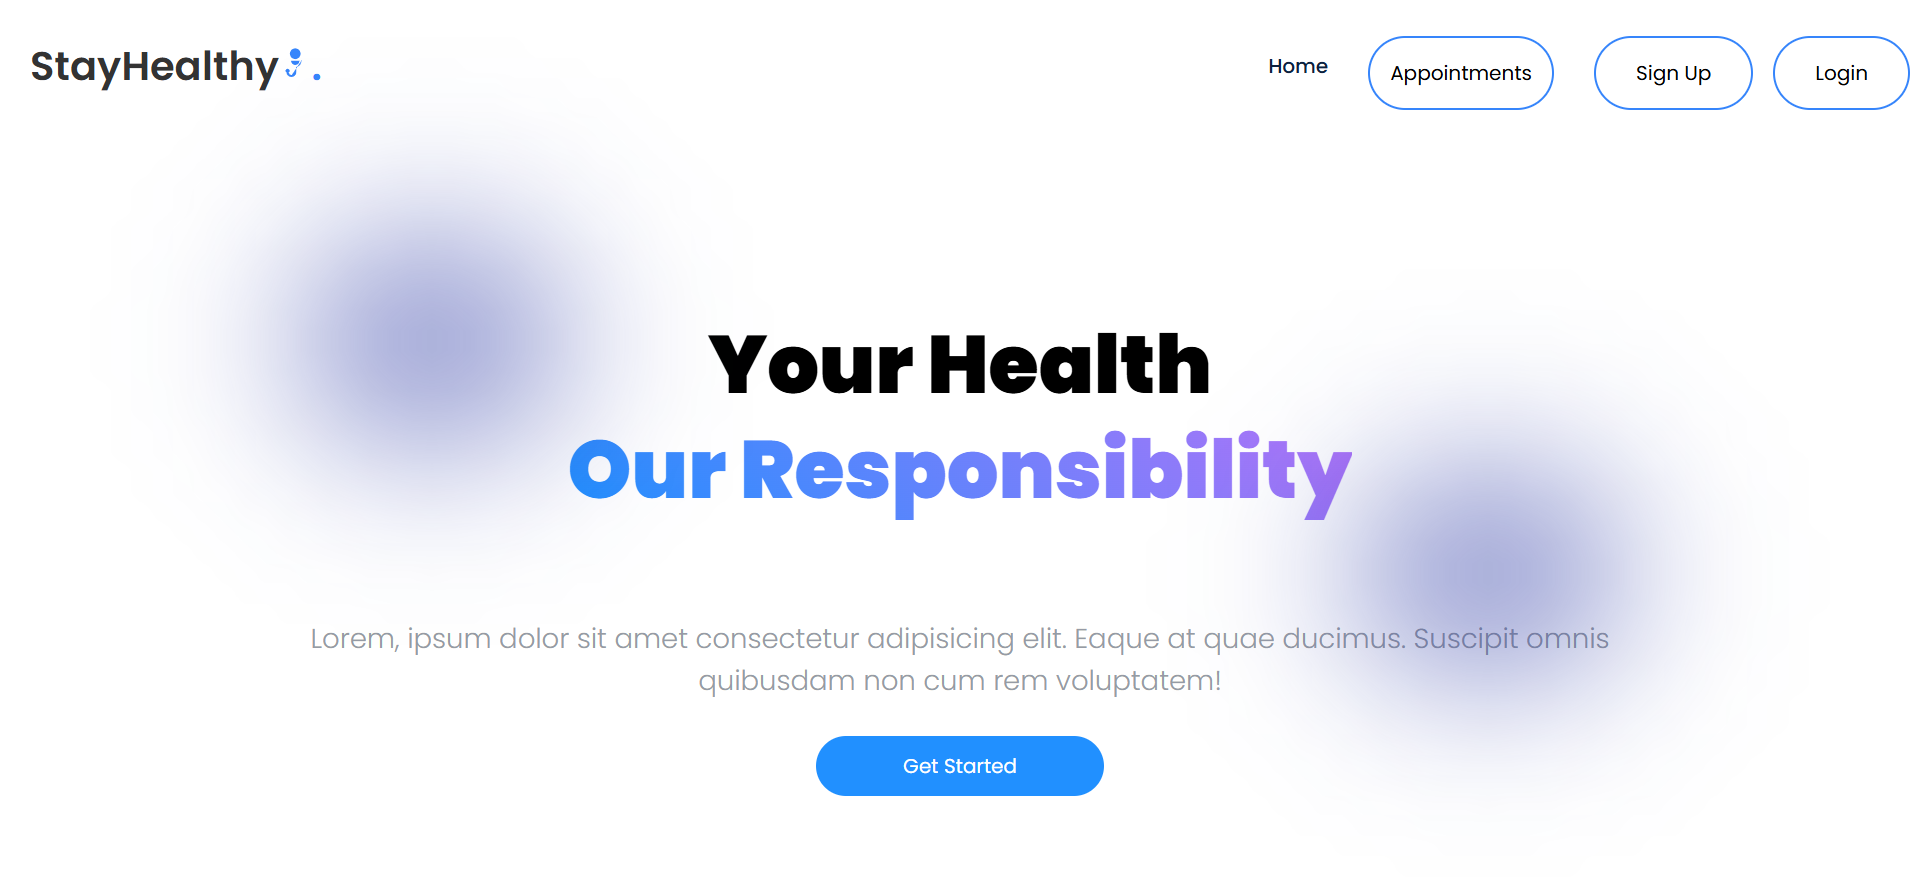 StayHealthy.
Home
Appointments
Sign Up
Login
Your Health
Our Responsibility
Lorem, ipsum dolor sit amet consectetur adipisicing elit. Eaque at quae ducimus. Suscipit omnis
quibusdam non cum rem voluptatem!
Get Started